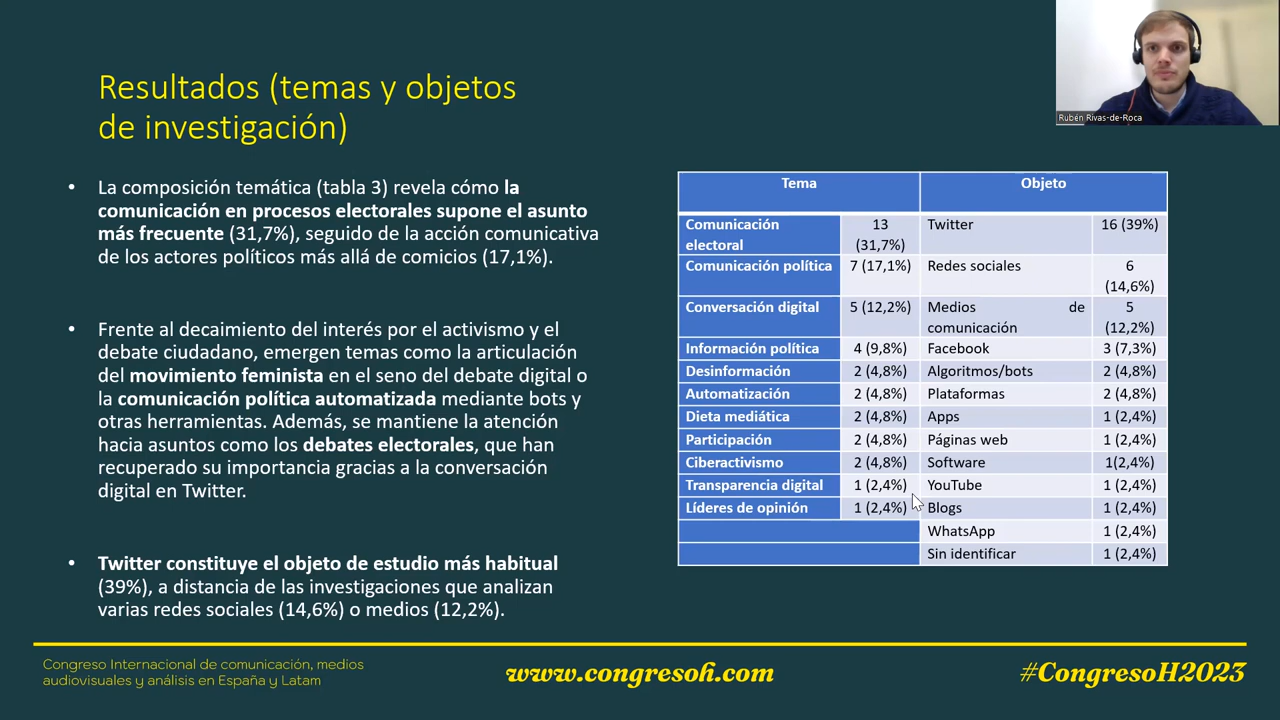 Rubén Rivas-de-Roca
Resultados (temas y objetos
de investigación)
• La composición temática (tabla 3) revela cómo la
comunicación en procesos electorales supone el asunto
más frecuente (31,7%), seguido de la acción comunicativa
de los actores políticos más allá de comicios (17,1%).
Frente al decaimiento del interés por el activismo y el
debate ciudadano, emergen temas como la articulación
del movimiento feminista en el seno del debate digital o
la comunicación política automatizada mediante bots y
otras herramientas. Además, se mantiene la atención
hacia asuntos como los debates electorales, que han
recuperado su importancia gracias a la conversación
digital en Twitter.
• Twitter constituye el objeto de estudio más habitual
(39%), a distancia de las investigaciones que analizan
varias redes sociales (14,6%) o medios (12,2%).
Tema Objeto
Comunicación 13 Twitter 16 (39%)
electoral (31,7%)
Comunicación política 7 (17,1%) Redes sociales 6
(14,6%)
Conversación digital 5 (12,2%) Medios de 5
comunicación (12,2%)
Información política 4 (9,8%) Facebook 3 (7,3%)
Desinformación 2 (4,8%) Algoritmos/bots 2 (4,8%)
Automatización 2 (4,8%) Plataformas 2 (4,8%)
Dieta mediática 2 (4,8%) Apps 1 (2,4%)
Participación 2 (4,8%) Páginas web 1 (2,4%)
Ciberactivismo 2 (4,8%) Software 1(2,4%)
Transparencia digital 1 (2,4%) YouTube 1 (2,4%)
Líderes de opinión 1 (2,4%) Blogs 1 (2,4%)
WhatsApp 1 (2,4%)
Sin identificar 1 (2,4%)
Congreso Internacional de comunicación, medios
audiovisuales y análisis en España y Latam
www.congresoh.com
#CongresoH2023